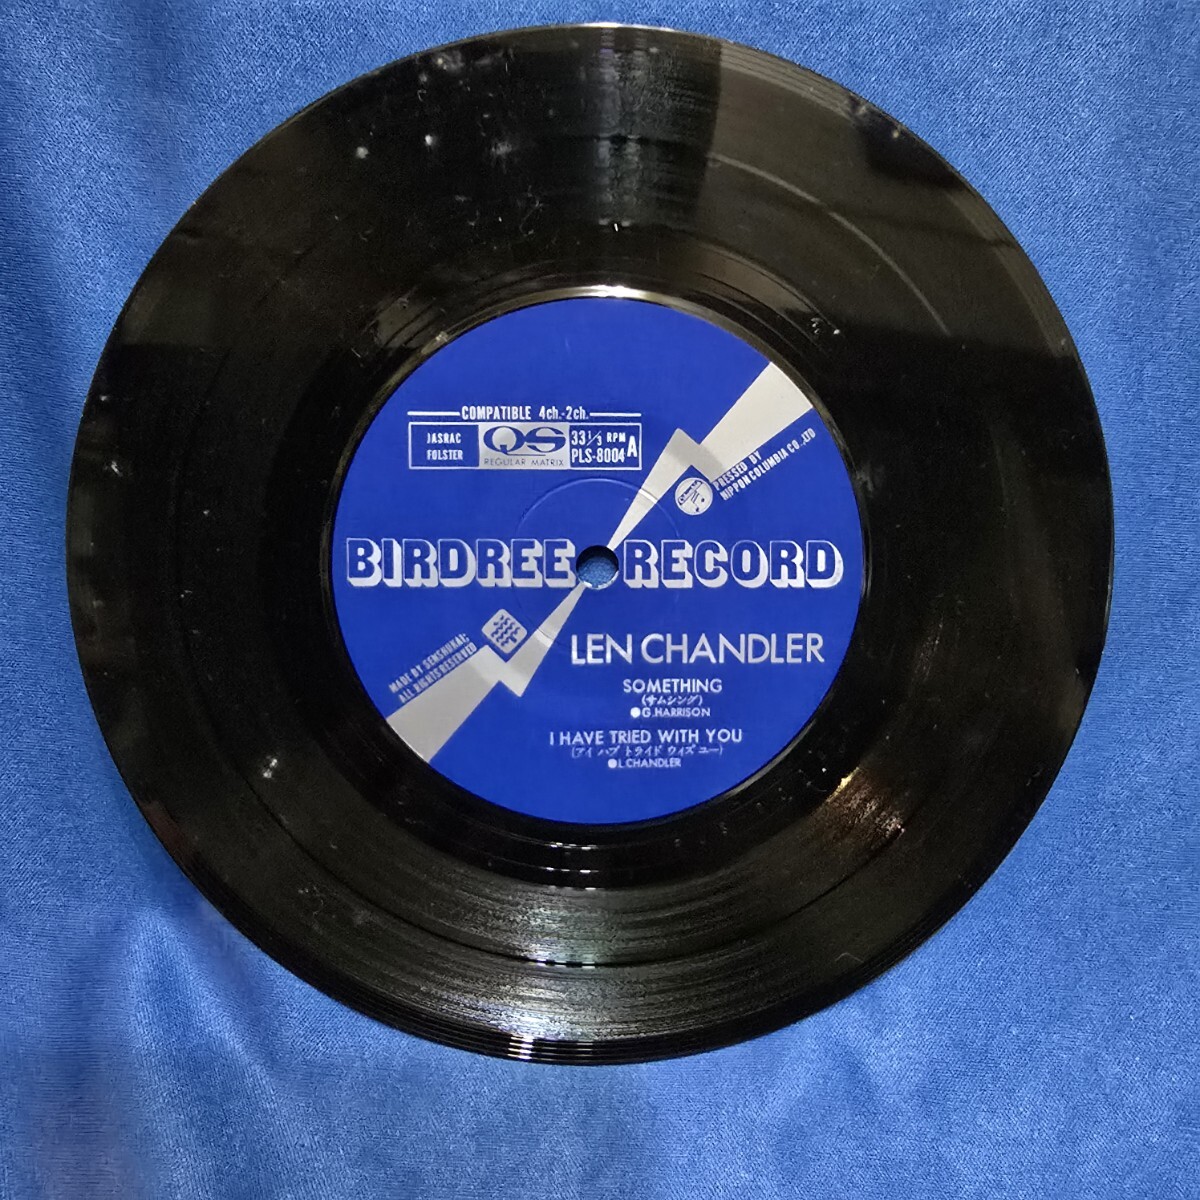 COMPATIBLE 4ch.-2ch.
JASRAC
FOLSTER
QS
REGULAR MATRIX
33 1/3 RPM
PLS-8004
A
PRESSED BY
NIPPON COLUMBIA CO.,LTD
BIRDREE RECORD
MADE BY SENSHUKAI;
ALL RIGHTS RESERVED
LEN CHANDLER
SOMETHING
(サムシング)
●G.HARRISON
I HAVE TRIED WITH YOU
(アイ ハブ トライド ウィズ ユー)
●L.CHANDLER